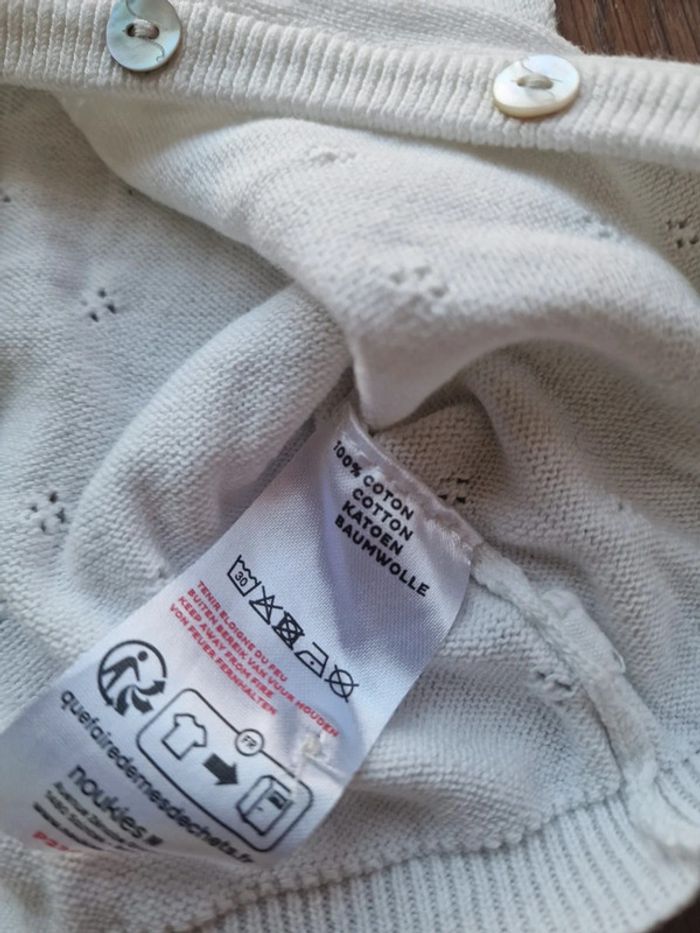 100% COTON
COTTON
KATOEN
BAUMWOLLE
30
TENIR ELOIGNE DU FEU
BUITEN BEREIK VAN VUUR HOUDEN
KEEP AWAY FROM FIRE
VON FEUER FERNHALTEN
FR
quefairedemesdechets.fr
noukies